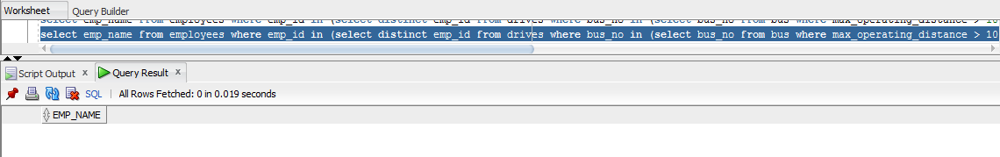 Worksheet Query Builder
select emp_name from employees where emp_id in (select distinct emp_id from drives where bus_no in (select bus_no from bus where max_operating_distance > 10
select emp_name from employees where emp_id in (select distinct emp_id from drives where bus_no in (select bus_no from bus where max_operating_distance > 10
Script Output x Query Result x
SQL | All Rows Fetched: 0 in 0.019 seconds
EMP_NAME